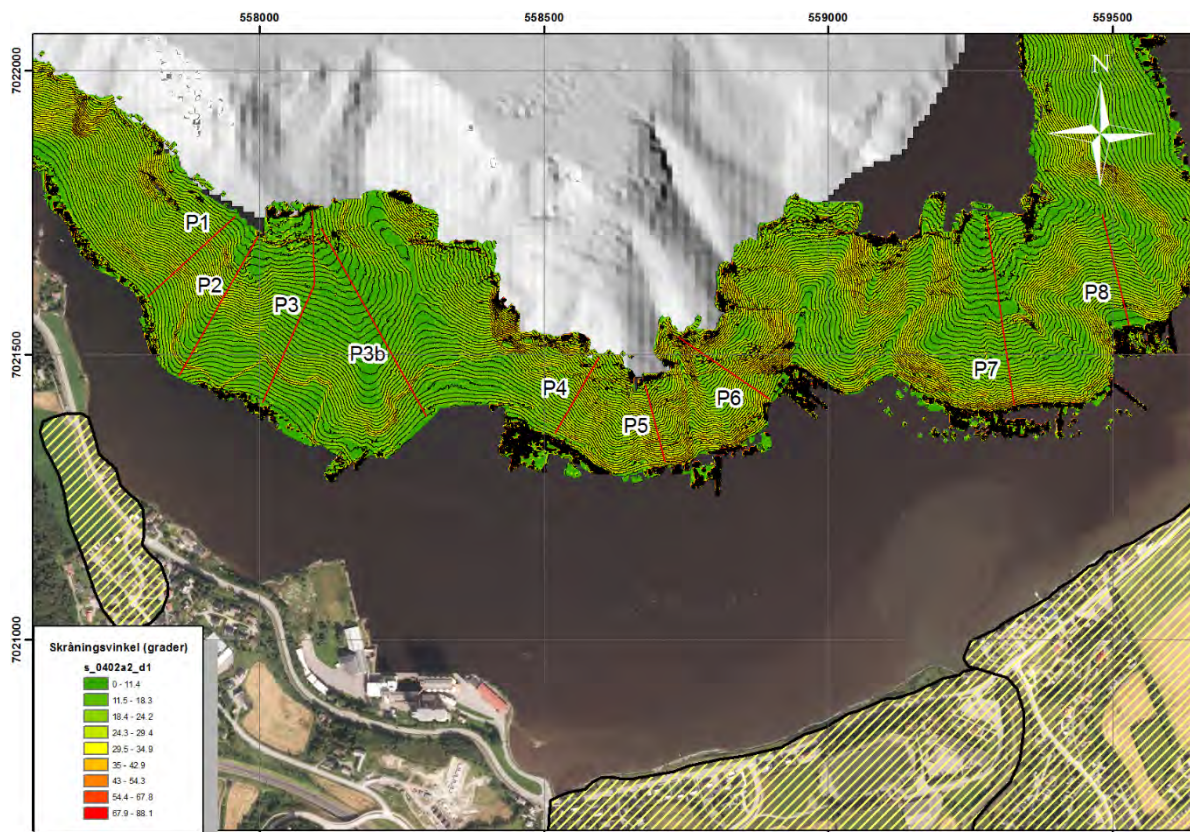 558000
558500
559000
559500
7022000
N
P1
P2
P3
P8
P3b
7021500
P4
P7
P6
P5
7021000
Skråningsvinkel (grader)
s_0402a2_d1
0 - 11.4
11.5 - 18.3
18.4 - 24.2
24.3 - 29.4
29.5 - 34.9
35 - 42.9
43 - 54.3
54.4 - 67.8
67.9 - 88.1